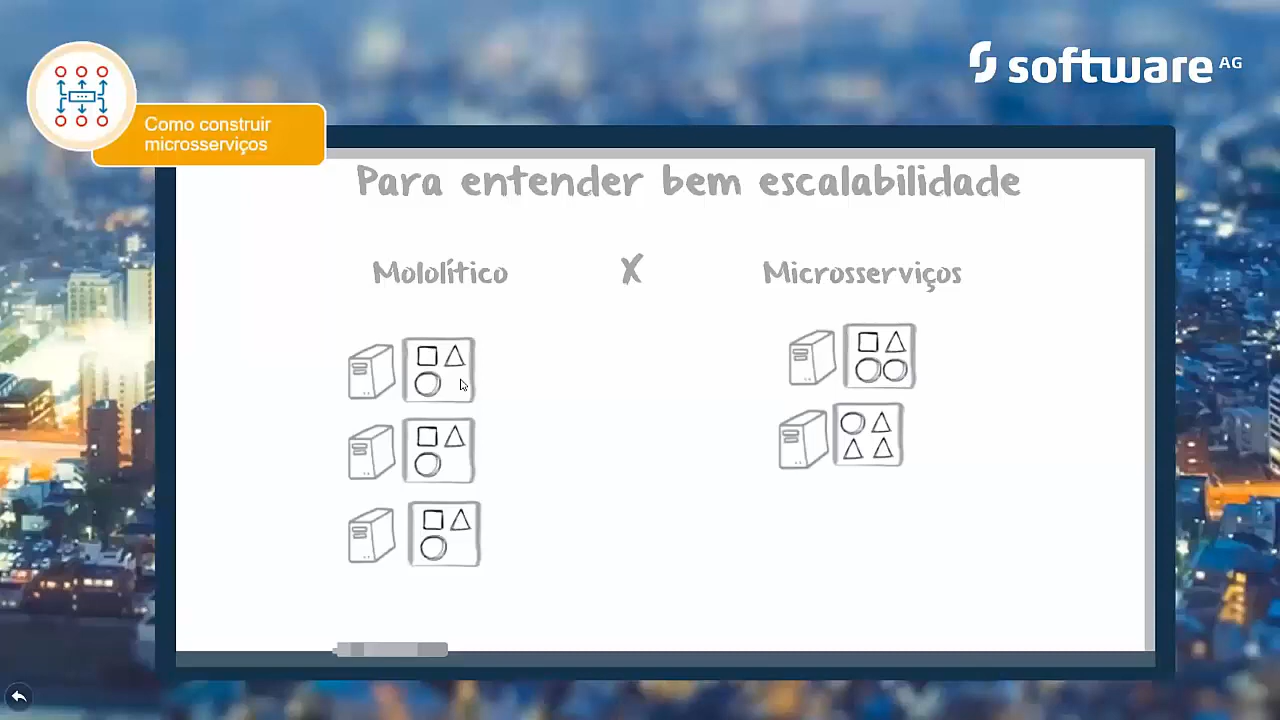 software AG
Como construir
microsserviços
Para entender bem escalabilidade
Mololítico X Microsserviços